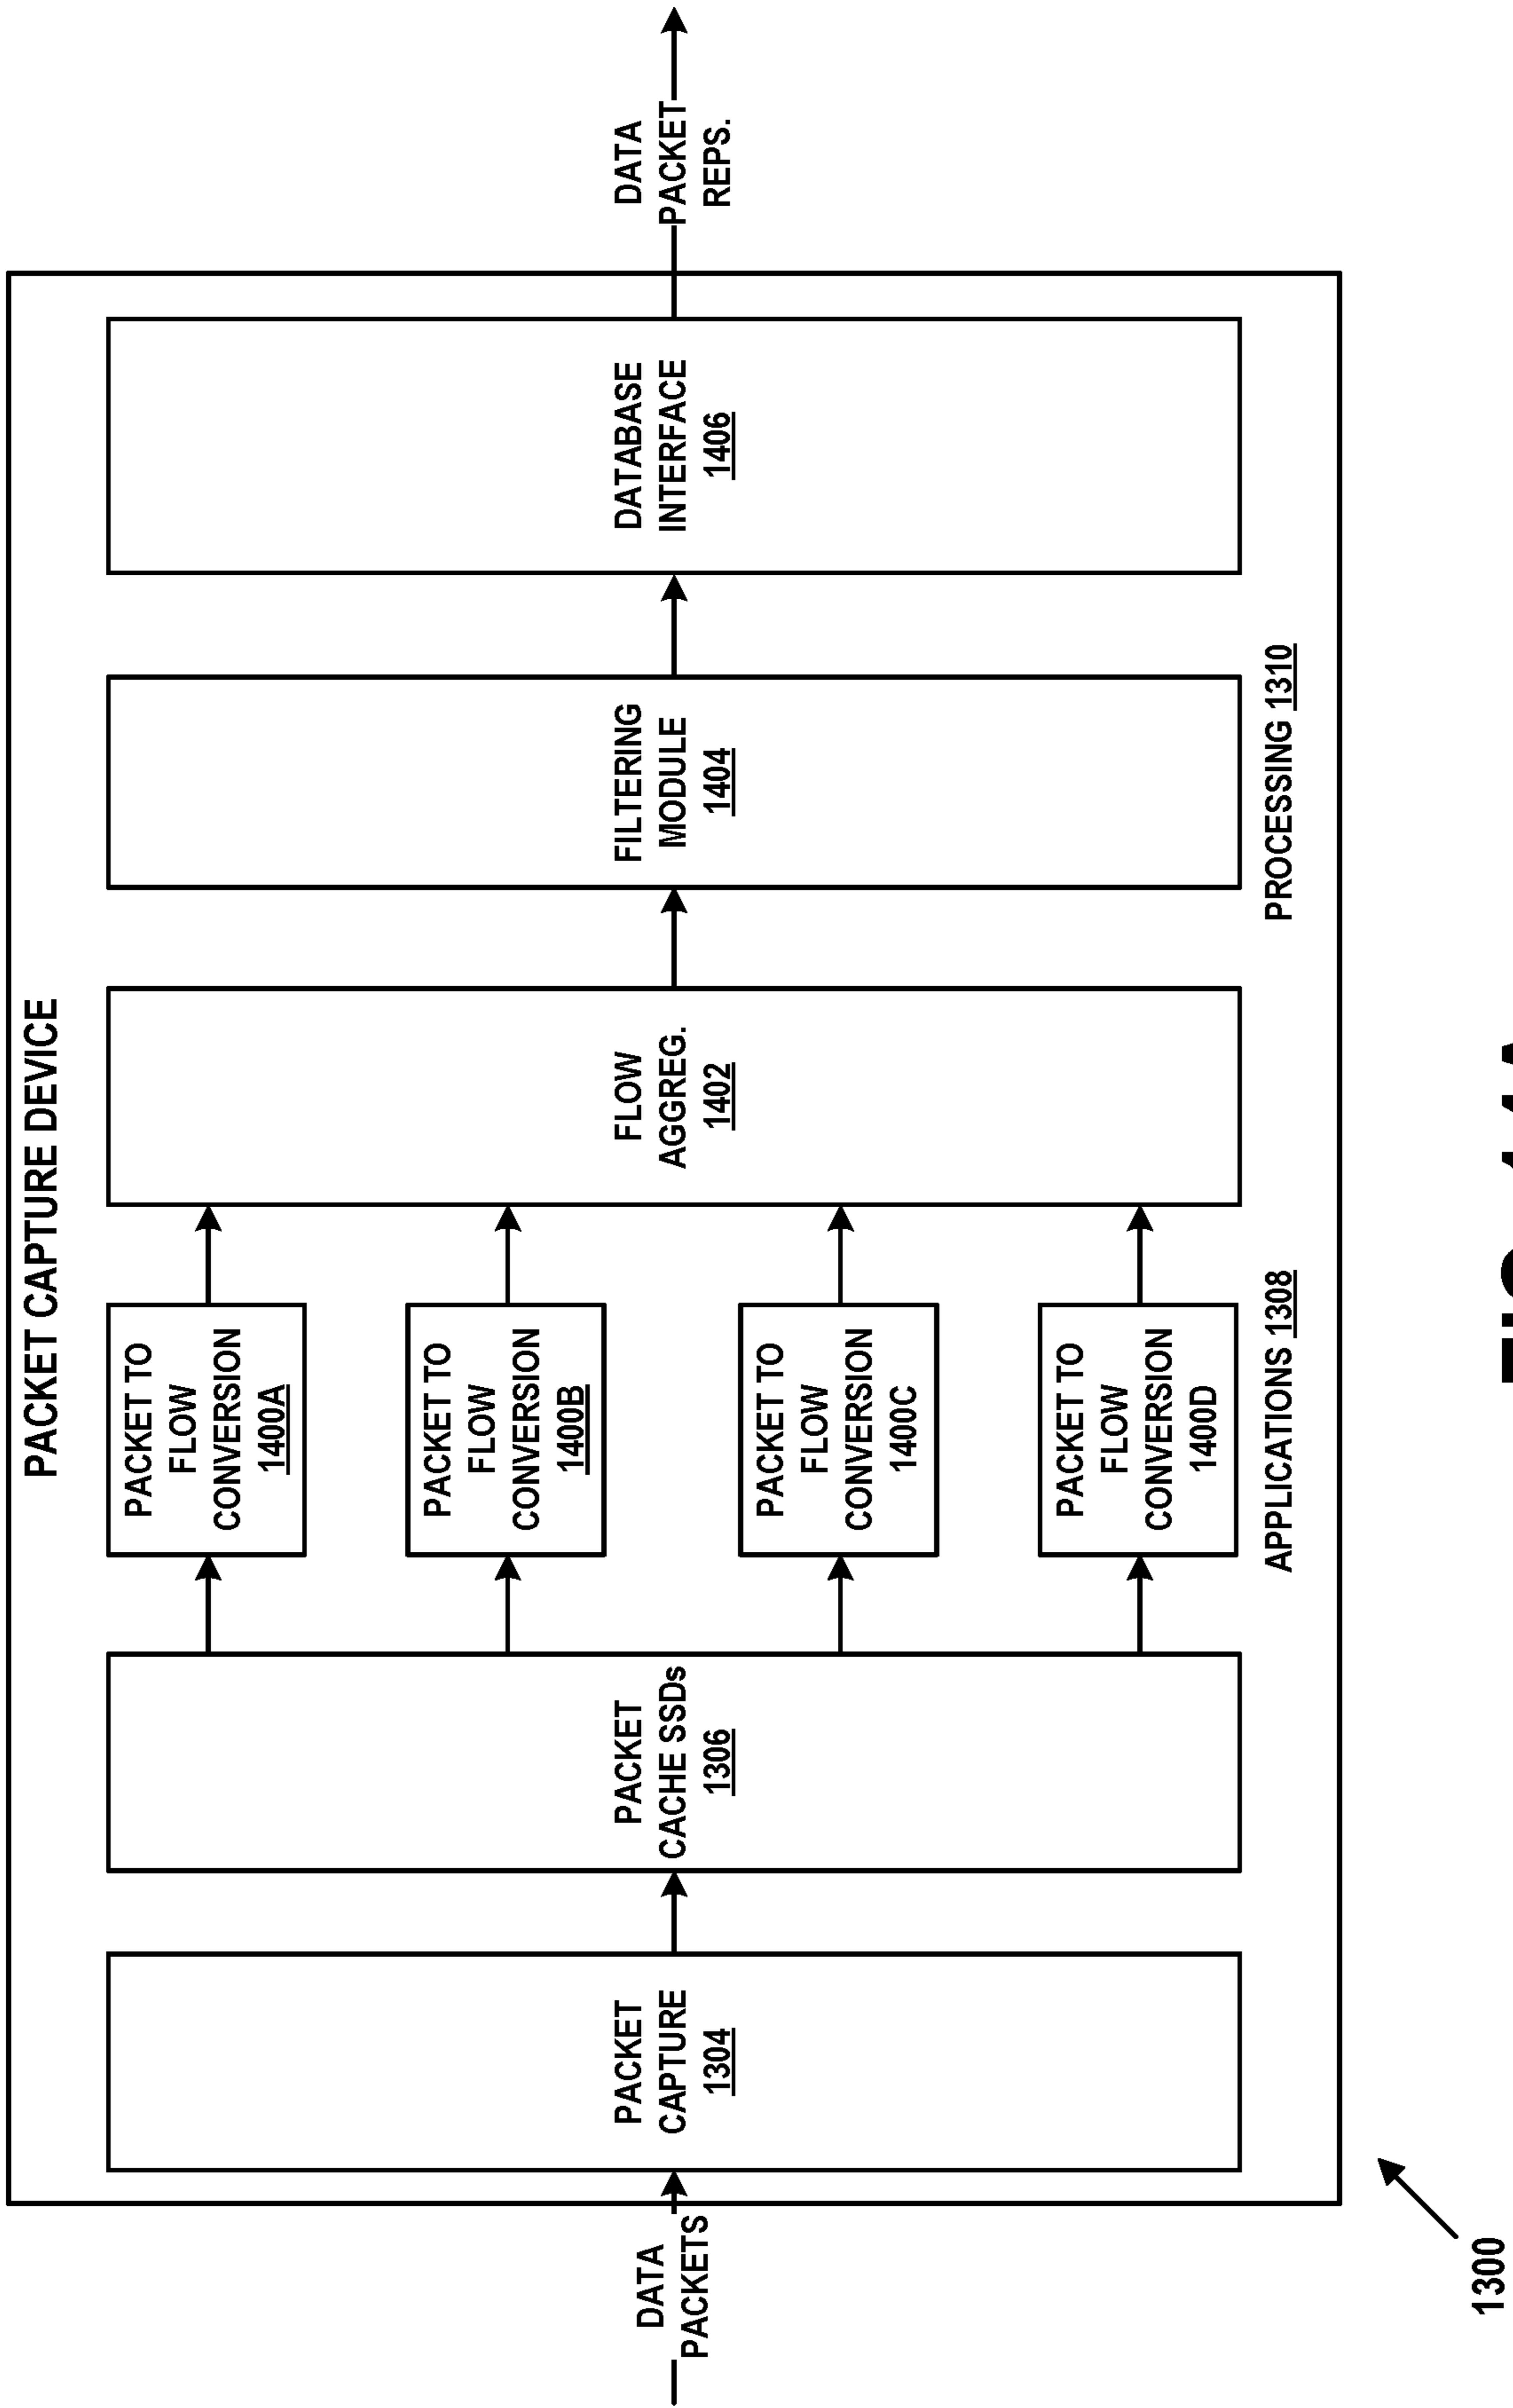 PACKET CAPTURE DEVICE
DATA
PACKETS
PACKET
CAPTURE
1304
PACKET
CACHE SSDs
1306
PACKET TO
FLOW
CONVERSION
1400A
PACKET TO
FLOW
CONVERSION
1400B
PACKET TO
FLOW
CONVERSION
1400C
PACKET TO
FLOW
CONVERSION
1400D
FLOW
AGGREG.
1402
FILTERING
MODULE
1404
DATABASE
INTERFACE
1406
DATA
PACKET
REPS.
APPLICATIONS 1308
PROCESSING 1310
1300